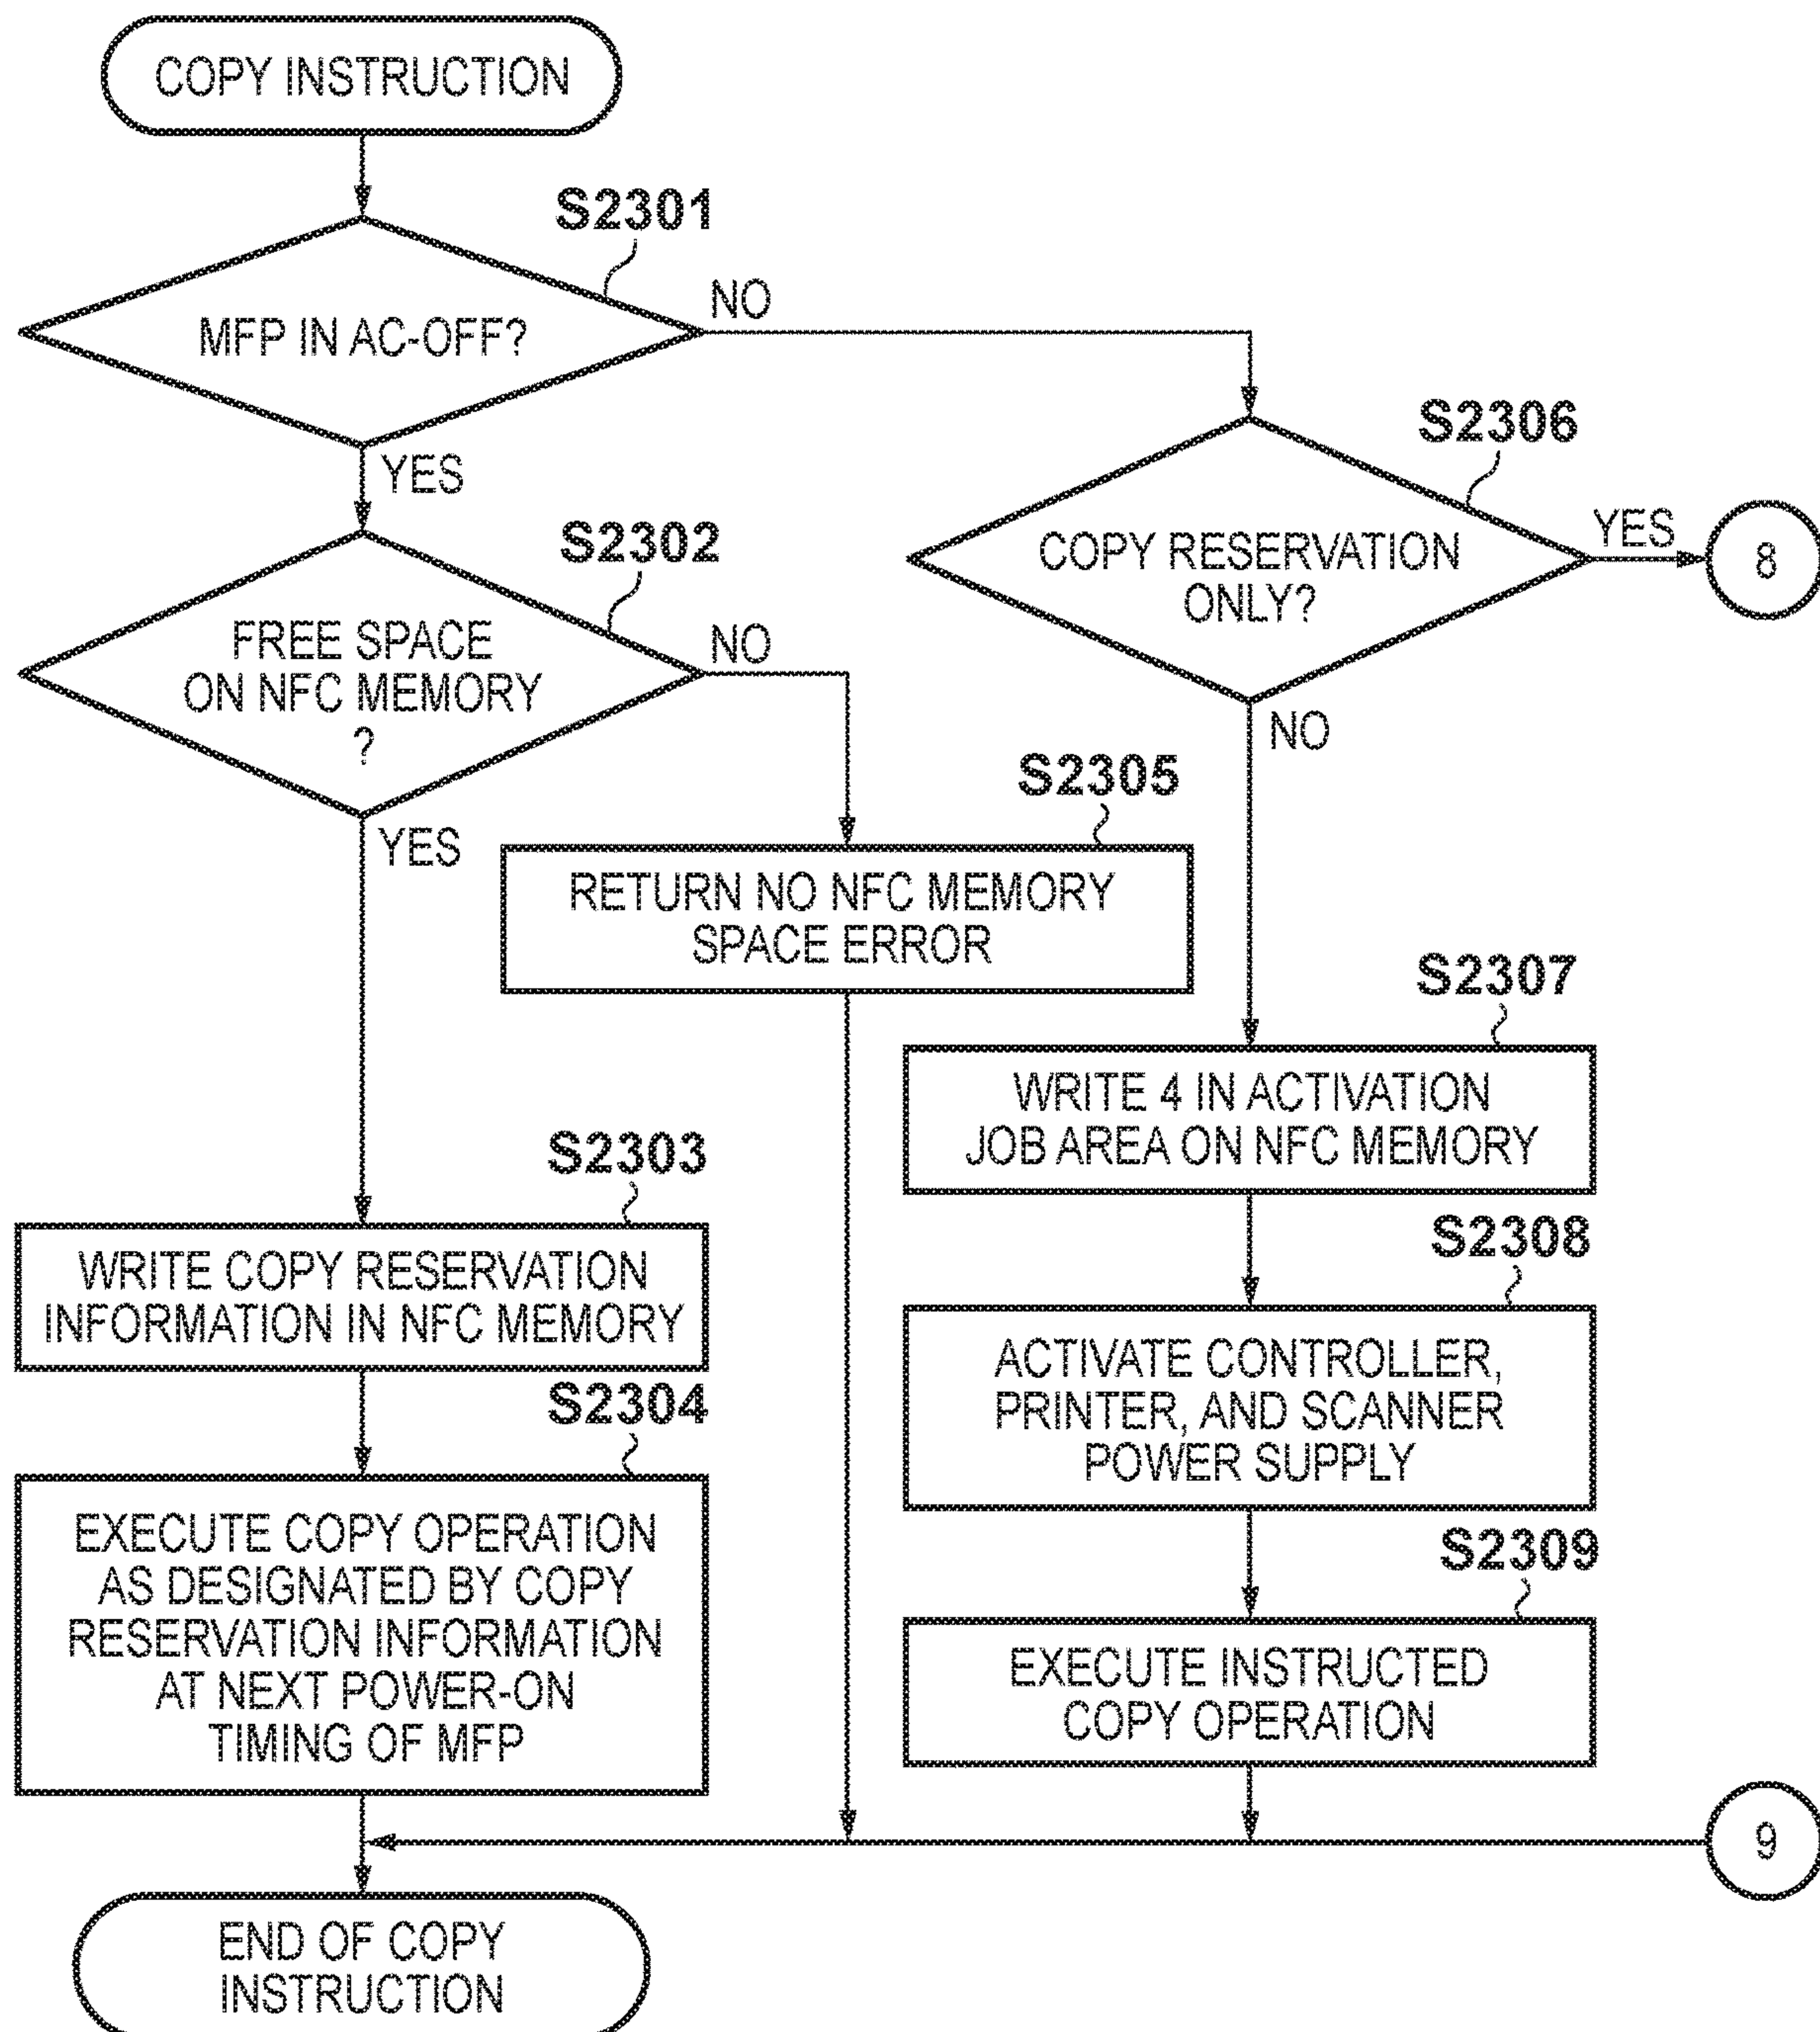 COPY INSTRUCTION
S2301
MFP IN AC-OFF?
NO
YES
S2302
FREE SPACE
ON NFC MEMORY
?
NO
YES
S2306
COPY RESERVATION
ONLY?
YES
8
NO
S2305
RETURN NO NFC MEMORY
SPACE ERROR
S2307
WRITE 4 IN ACTIVATION
JOB AREA ON NFC MEMORY
S2303
WRITE COPY RESERVATION
INFORMATION IN NFC MEMORY
S2308
ACTIVATE CONTROLLER,
PRINTER, AND SCANNER
POWER SUPPLY
S2304
EXECUTE COPY OPERATION
AS DESIGNATED BY COPY
RESERVATION INFORMATION
AT NEXT POWER-ON
TIMING OF MFP
S2309
EXECUTE INSTRUCTED
COPY OPERATION
9
END OF COPY
INSTRUCTION